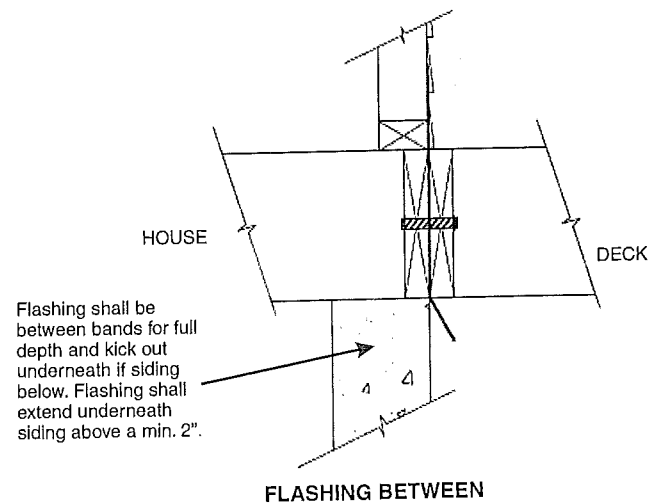 HOUSE
DECK
Flashing shall be
between bands for full
depth and kick out
underneath if siding
below. Flashing shall
extend underneath
siding above a min. 2".
FLASHING BETWEEN